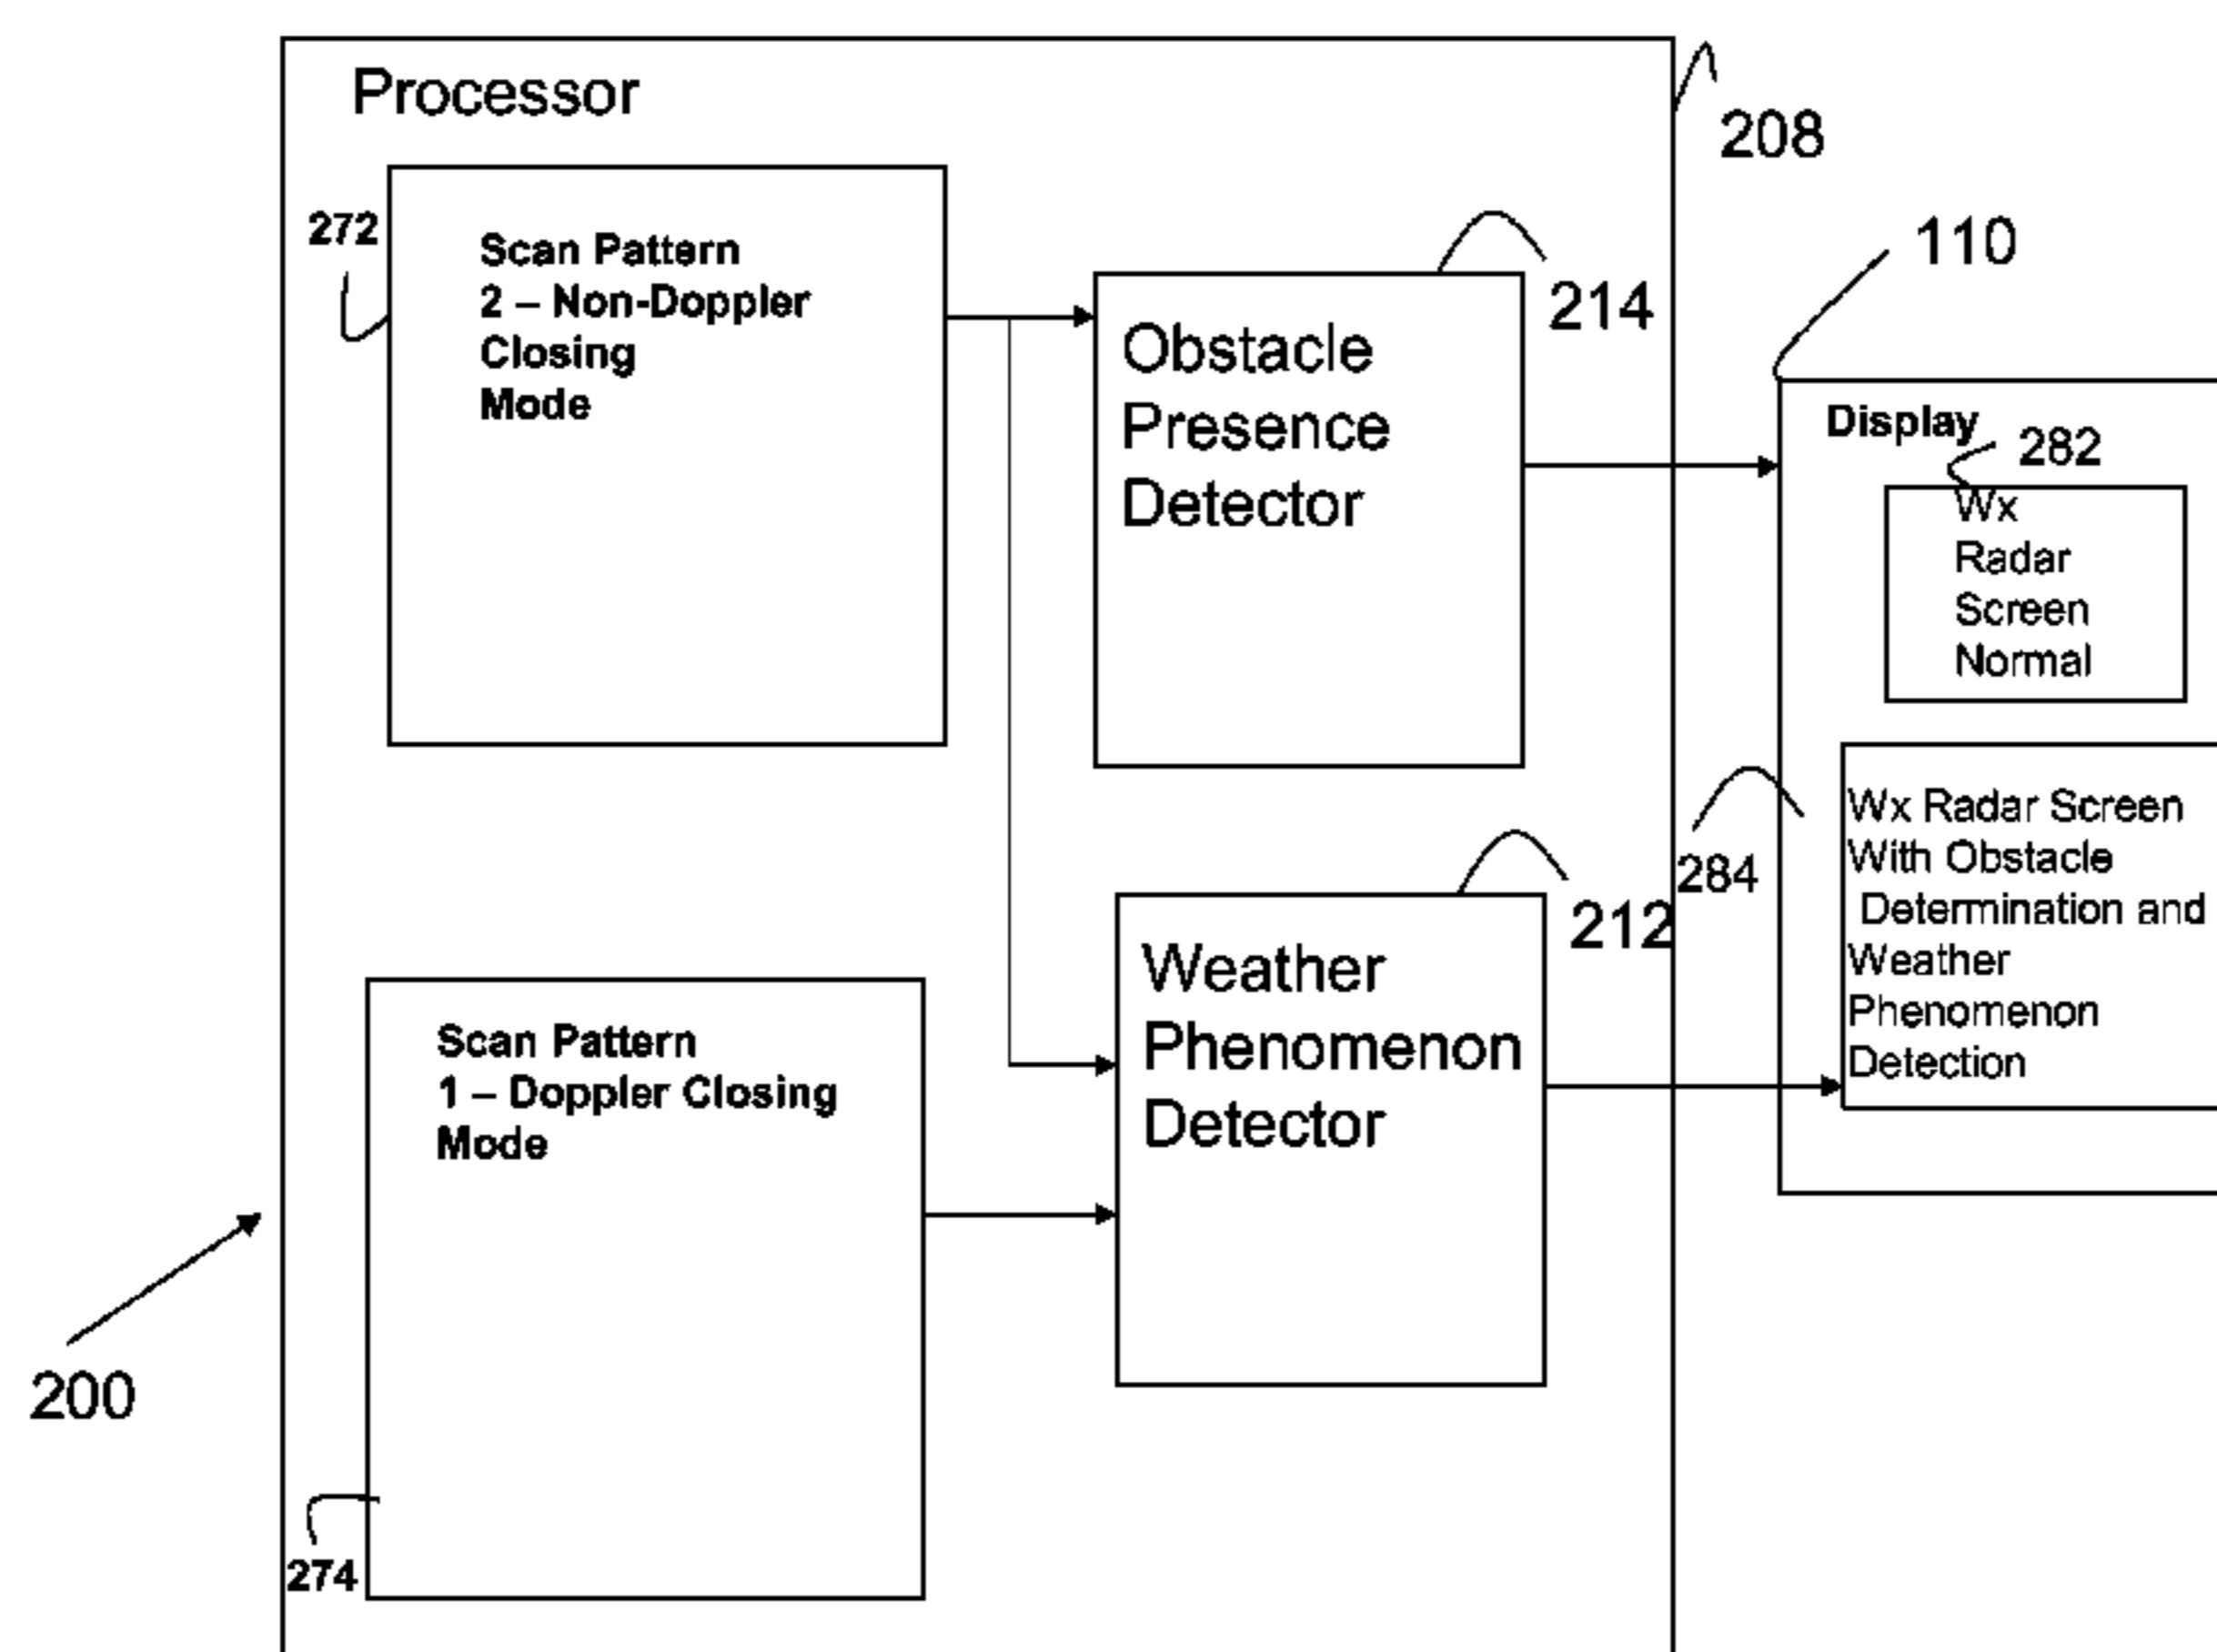 Processor
208
272
Scan Pattern
2 – Non-Doppler
Closing
Mode
214
Obstacle
Presence
Detector
110
Display
282
Wx
Radar
Screen
Normal
284
Wx Radar Screen
With Obstacle
Determination and
Weather
Phenomenon
Detection
212
Weather
Phenomenon
Detector
Scan Pattern
1 – Doppler Closing
Mode
200
274